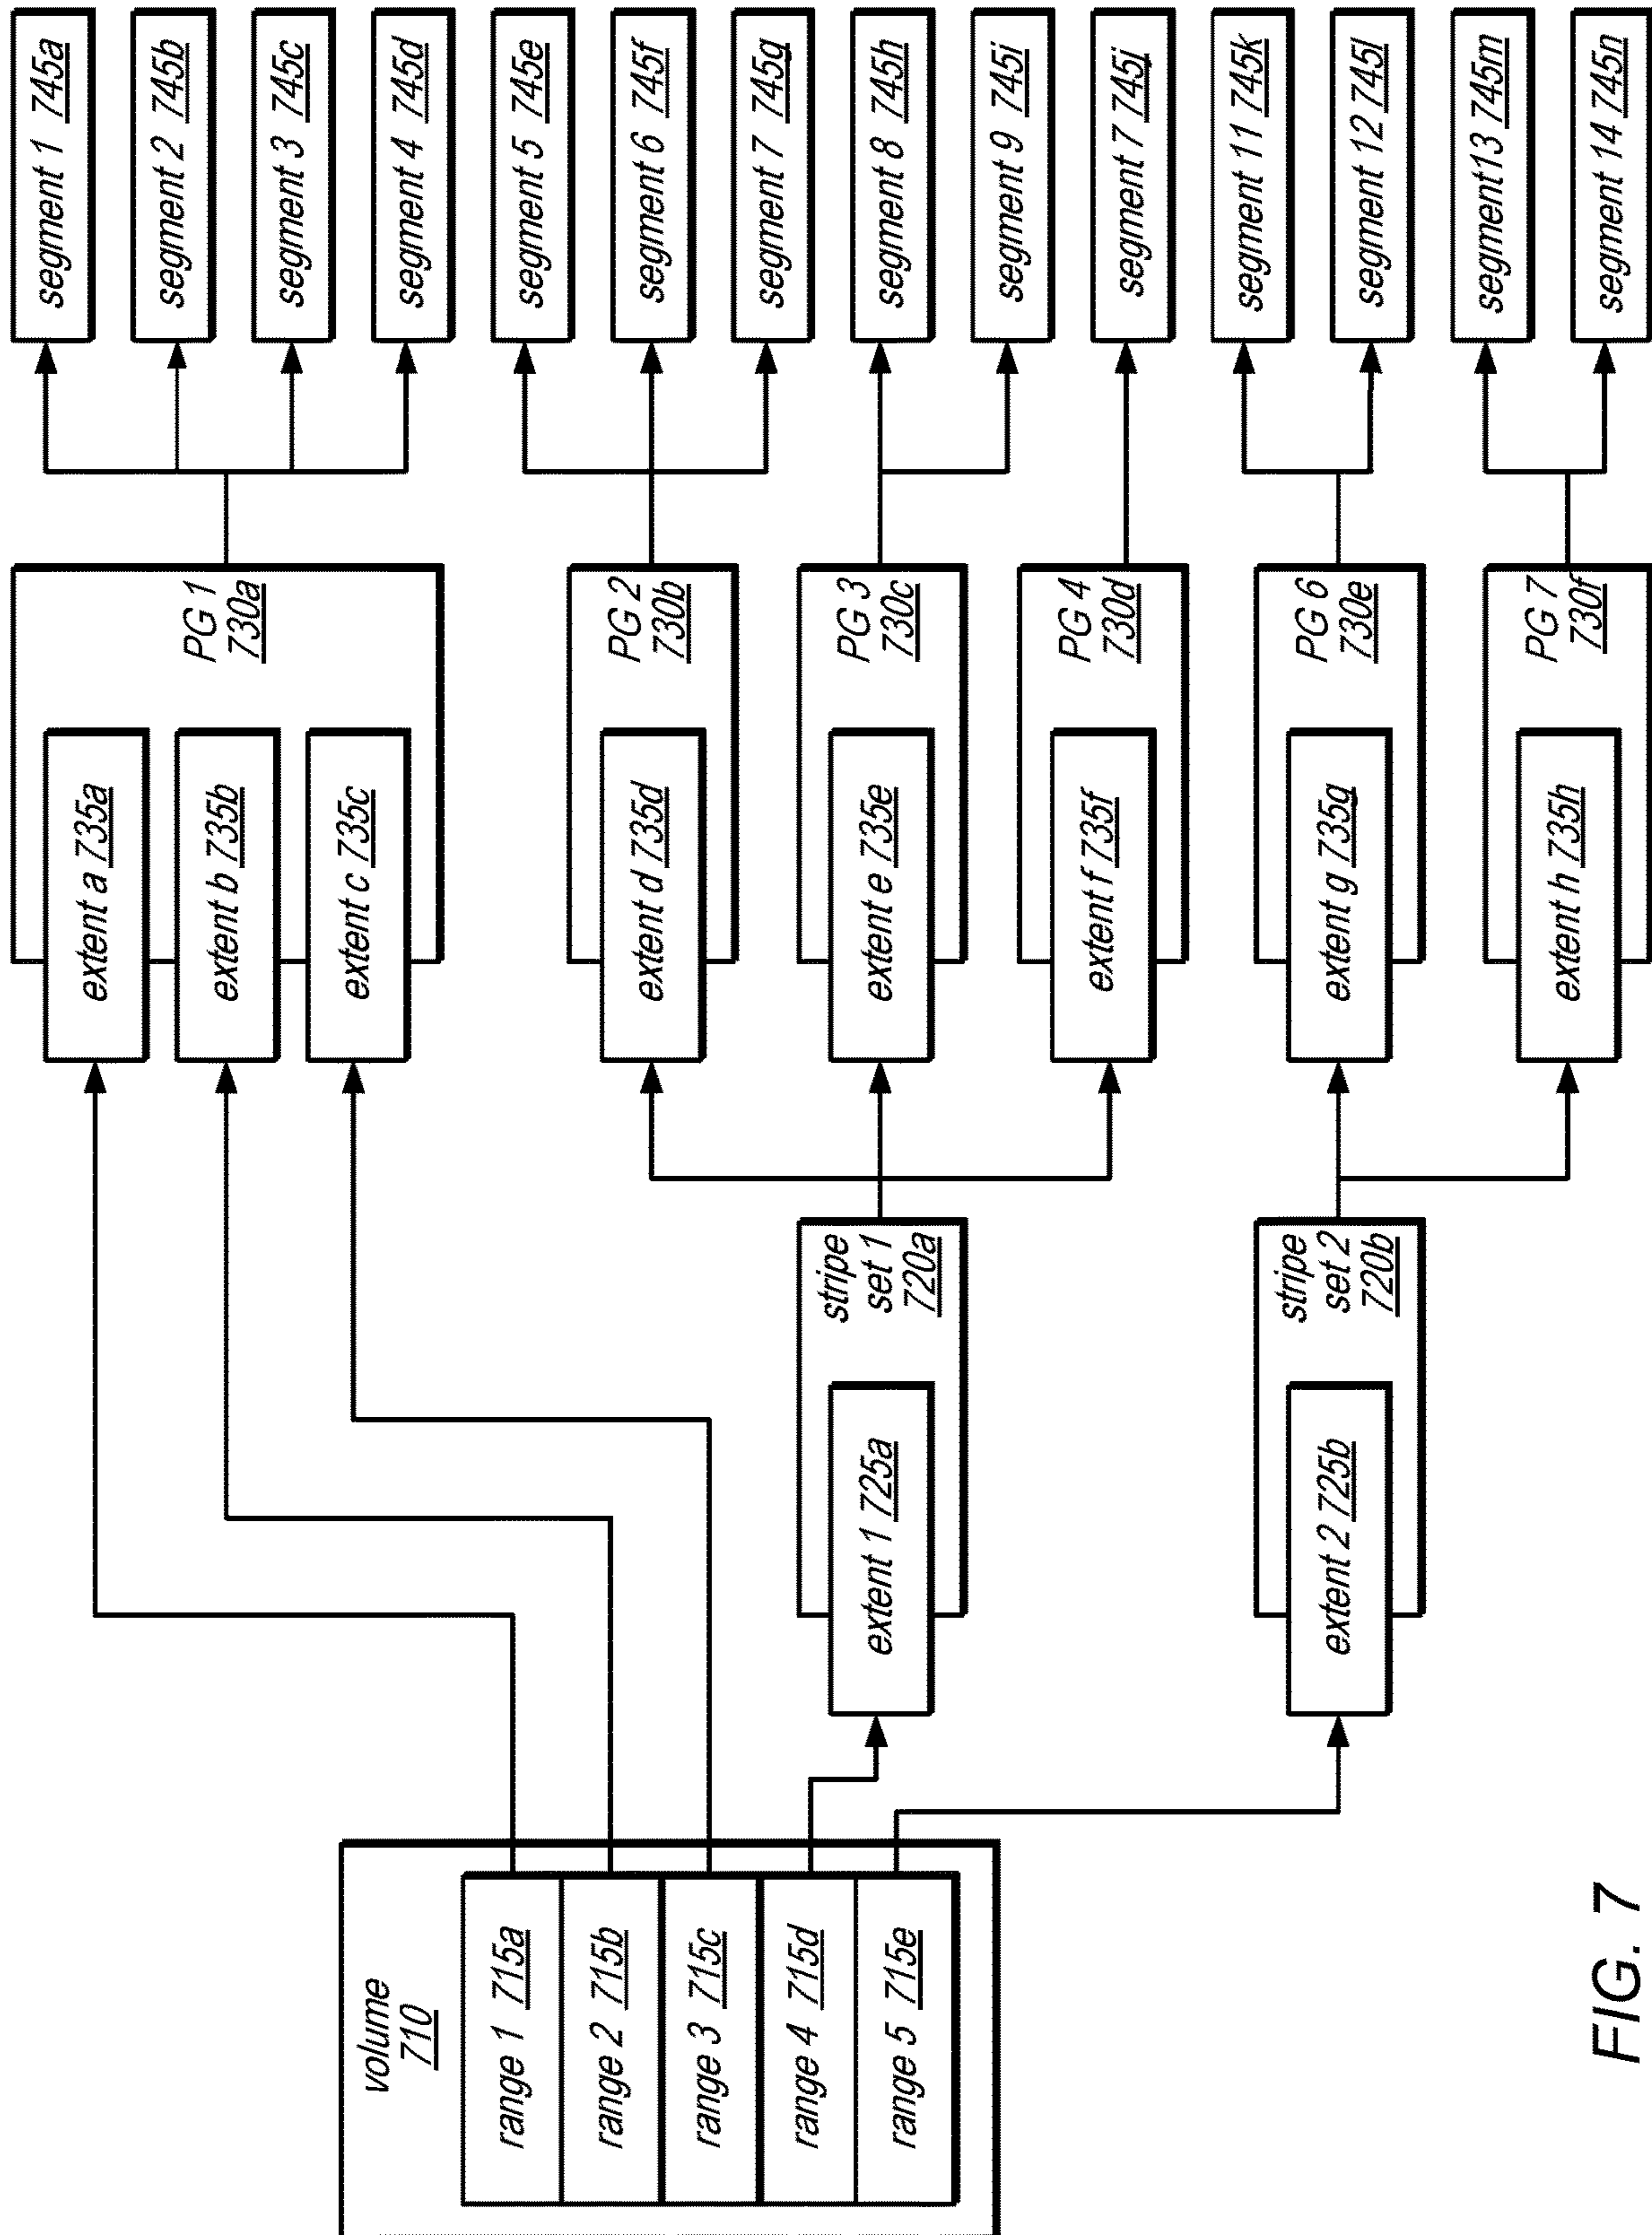 volume
710
range 1 715a
range 2 715b
range 3 715c
range 4 715d
range 5 715e
extent 1 725a
stripe
set 1
720a
extent 2 725b
stripe
set 2
720b
extent a 735a
extent b 735b
extent c 735c
PG 1
730a
extent d 735d
PG 2
730b
extent e 735e
PG 3
730c
extent f 735f
PG 4
730d
extent g 735g
PG 6
730e
extent h 735h
PG 7
730f
segment 1 745a
segment 2 745b
segment 3 745c
segment 4 745d
segment 5 745e
segment 6 745f
segment 7 745g
segment 8 745h
segment 9 745i
segment 7 745j
segment 11 745k
segment 12 745l
segment13 745m
segment 14 745n
FIG. 7